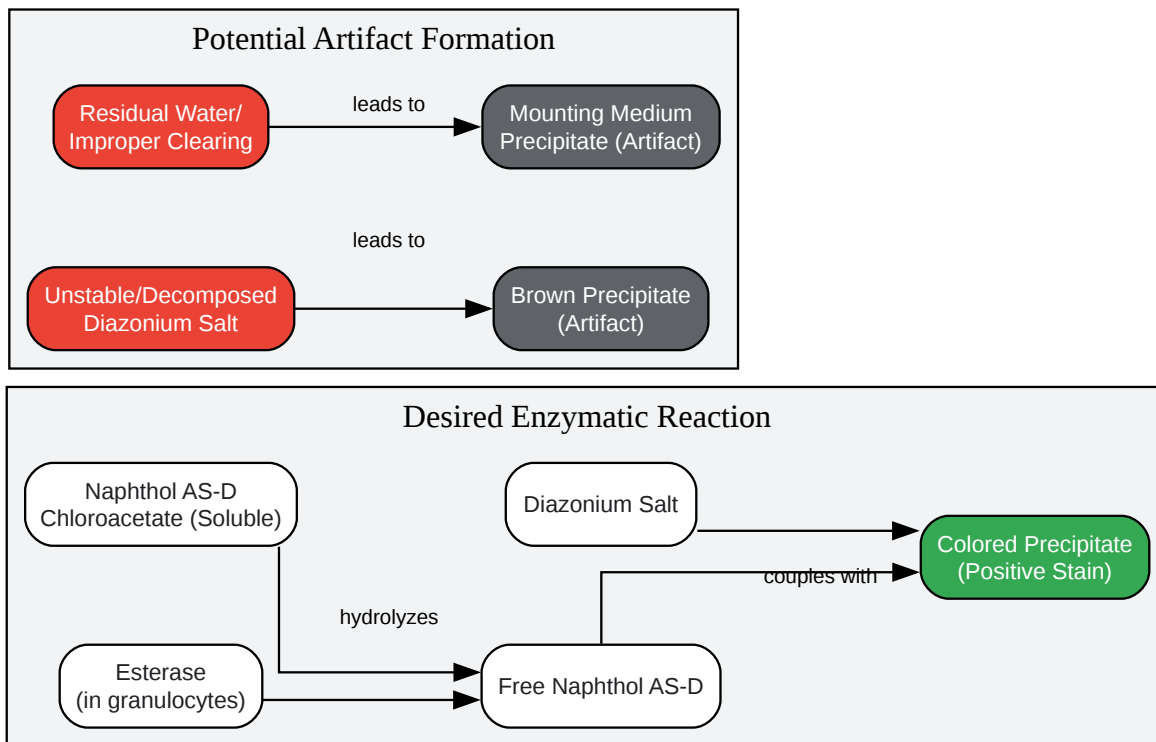 Potential Artifact Formation
Residual Water/
Improper Clearing
leads to
Mounting Medium
Precipitate (Artifact)
leads to
Unstable/Decomposed
Diazonium Salt
Brown Precipitate
(Artifact)
Desired Enzymatic Reaction
Naphthol AS-D
Chloroacetate (Soluble)
Diazonium Salt
Colored Precipitate
(Positive Stain)
couples with
hydrolyzes
Esterase
(in granulocytes)
Free Naphthol AS-D